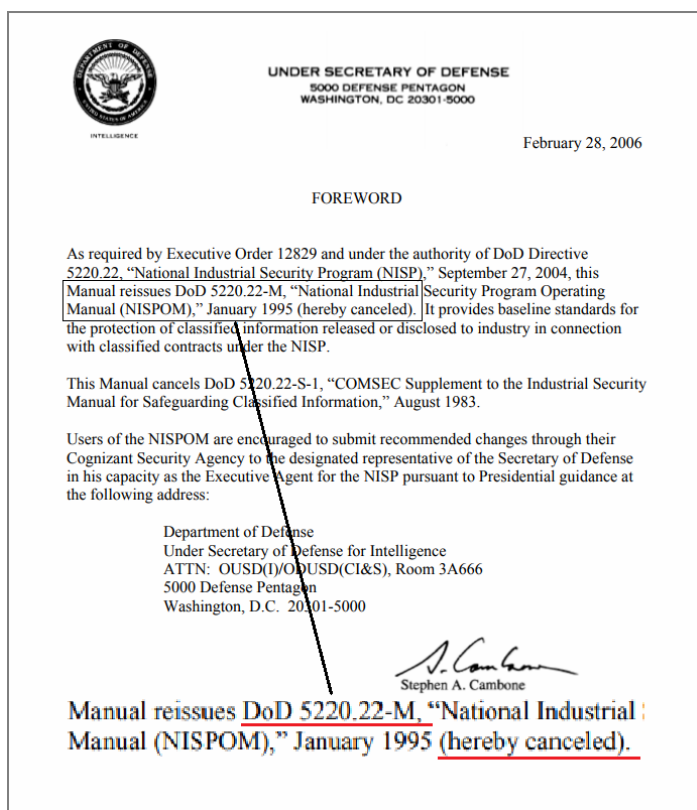 DEPARTMENT OF DEFENSE
UNITED STATES OF AMERICA
INTELLIGENCE
UNDER SECRETARY OF DEFENSE
5000 DEFENSE PENTAGON
WASHINGTON, DC 20301-5000
February 28, 2006
FOREWORD
As required by Executive Order 12829 and under the authority of DoD Directive
5220.22, “National Industrial Security Program (NISP),” September 27, 2004, this
Manual reissues DoD 5220.22-M, “National Industrial Security Program Operating
Manual (NISPOM),” January 1995 (hereby canceled). It provides baseline standards for
the protection of classified information released or disclosed to industry in connection
with classified contracts under the NISP.
This Manual cancels DoD 5220.22-S-1, “COMSEC Supplement to the Industrial Security
Manual for Safeguarding Classified Information,” August 1983.
Users of the NISPOM are encouraged to submit recommended changes through their
Cognizant Security Agency to the designated representative of the Secretary of Defense
in his capacity as the Executive Agent for the NISP pursuant to Presidential guidance at
the following address:
Department of Defense
Under Secretary of Defense for Intelligence
ATTN: OUSD(I)/ODUSD(CI&S), Room 3A666
5000 Defense Pentagon
Washington, D.C. 20301-5000
S. Cambone
Stephen A. Cambone
Manual reissues DoD 5220.22-M, “National Industrial
Manual (NISPOM),” January 1995 (hereby canceled).